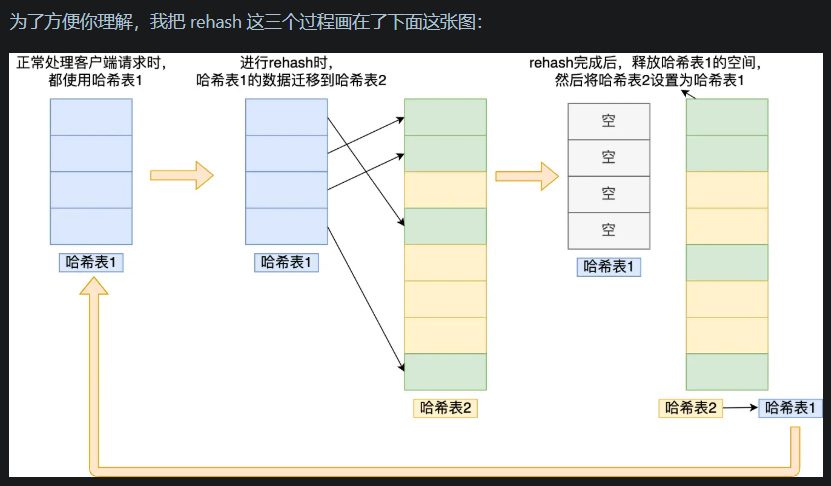 为了方便你理解，我把 rehash 这三个过程画在了下面这张图：
正常处理客户端请求时，
都使用哈希表1
进行rehash时，
哈希表1的数据迁移到哈希表2
rehash完成后，释放哈希表1的空间，
然后将哈希表2设置为哈希表1
空
空
空
空
哈希表1
哈希表1
哈希表1
哈希表2
哈希表2
哈希表1